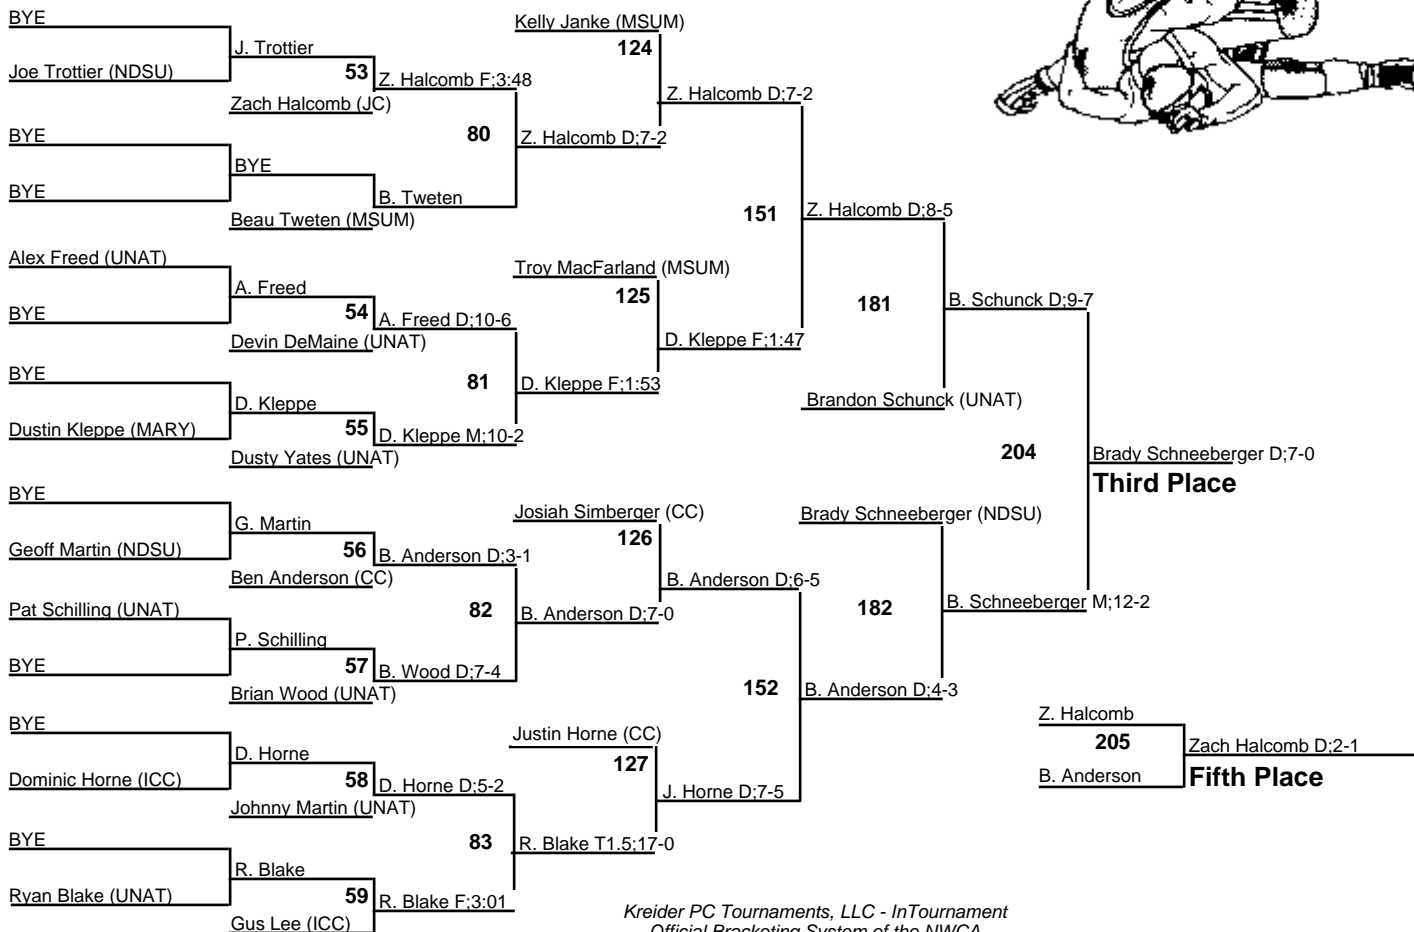 BYE
Kelly Janke (MSUM)
J. Trottier
124
Joe Trottier (NDSU)
53
Z. Halcomb F;3:48
Z. Halcomb D;7-2
Zach Halcomb (JC)
BYE
80
Z. Halcomb D;7-2
BYE
BYE
B. Tweten
151
Z. Halcomb D;8-5
Beau Tweten (MSUM)
Alex Freed (UNAT)
Troy MacFarland (MSUM)
A. Freed
125
181
B. Schunck D;9-7
BYE
54
A. Freed D;10-6
Devin DeMaine (UNAT)
D. Kleppe F;1:47
BYE
81
D. Kleppe F;1:53
D. Kleppe
Brandon Schunck (UNAT)
Dustin Kleppe (MARY)
55
D. Kleppe M;10-2
Dusty Yates (UNAT)
204
Brady Schneeberger D;7-0
Third Place
BYE
Josiah Simberger (CC)
Brady Schneeberger (NDSU)
G. Martin
126
Geoff Martin (NDSU)
56
B. Anderson D;3-1
Ben Anderson (CC)
B. Anderson D;6-5
Pat Schilling (UNAT)
82
B. Anderson D;7-0
182
B. Schneeberger M;12-2
P. Schilling
BYE
57
B. Wood D;7-4
Brian Wood (UNAT)
152
B. Anderson D;4-3
BYE
Justin Horne (CC)
Z. Halcomb
D. Horne
127
205
Zach Halcomb D;2-1
Dominic Horne (ICC)
58
D. Horne D;5-2
J. Horne D;7-5
B. Anderson
Fifth Place
Johnny Martin (UNAT)
BYE
83
R. Blake T1.5;17-0
R. Blake
Ryan Blake (UNAT)
59
R. Blake F;3:01
Gus Lee (ICC)
Kreider PC Tournaments, LLC - InTournament
Official Bracketing System of the NWCA